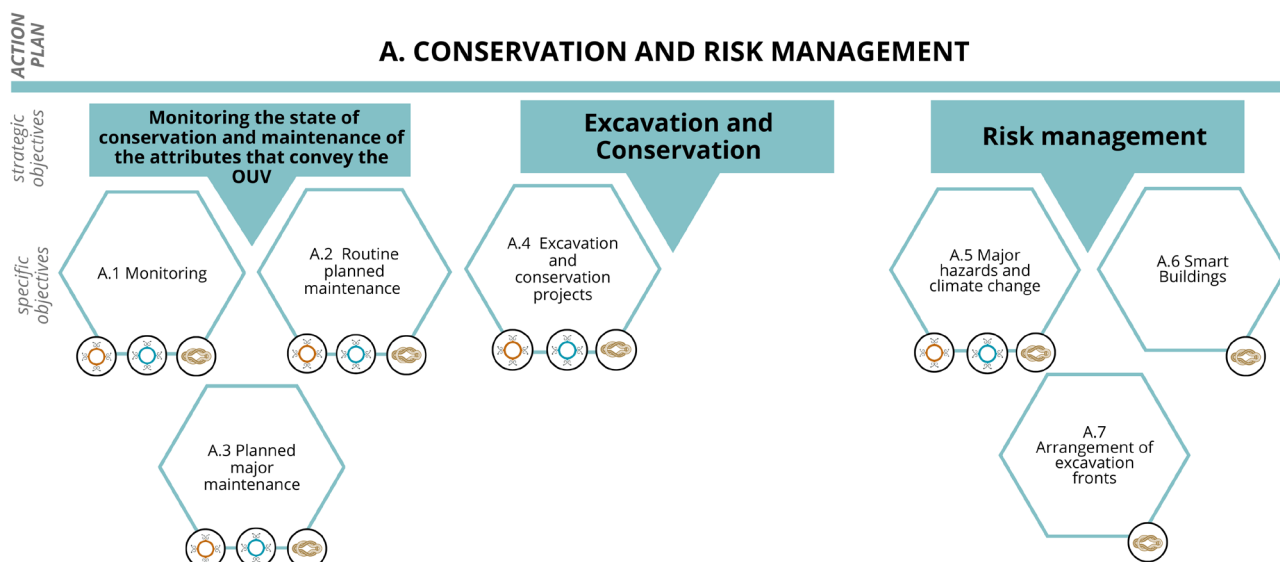 ACTION
PLAN
A. CONSERVATION AND RISK MANAGEMENT
strategic
objectives
Monitoring the state of
conservation and maintenance of
the attributes that convey the
OUV
Excavation and
Conservation
Risk management
specific
objectives
A.1 Monitoring
A.2 Routine
planned
maintenance
A.4 Excavation
and
conservation
projects
A.5 Major
hazards and
climate change
A.6 Smart
Buildings
A.3 Planned
major
maintenance
A.7
Arrangement of
excavation
fronts